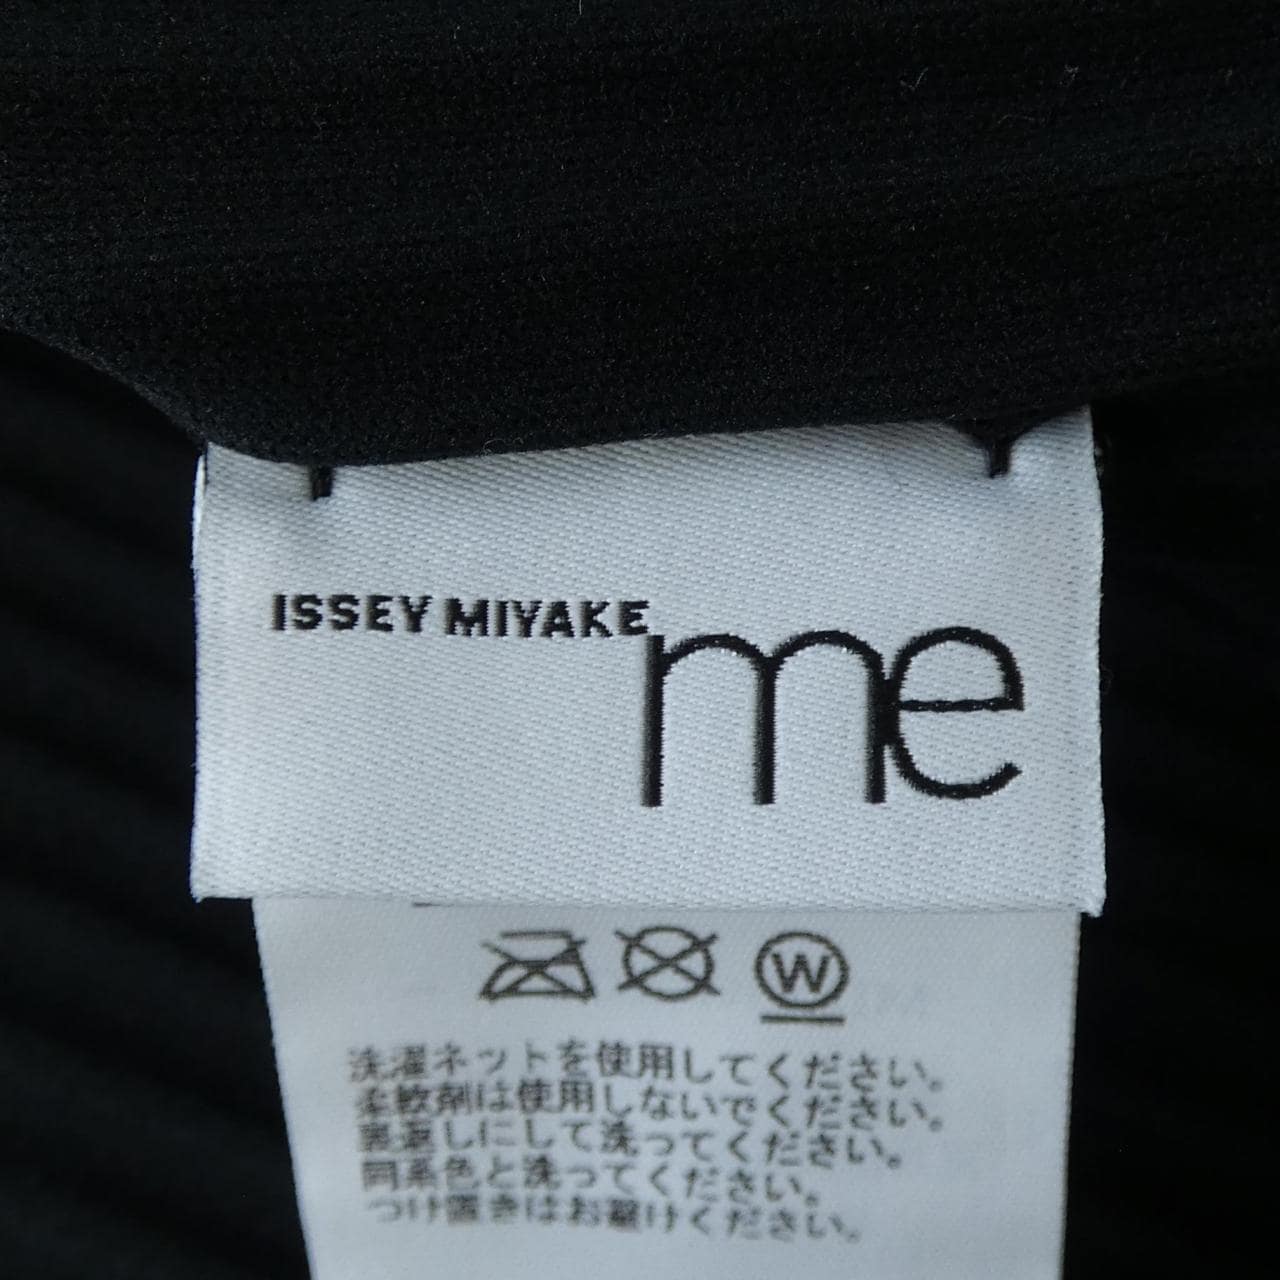 ISSEY MIYAKE
me
W
洗濯ネットを使用してください。
柔軟剤は使用しないでください。
裏返しにして洗ってください。
同系色と洗ってください。
つけ置きはお避けください。